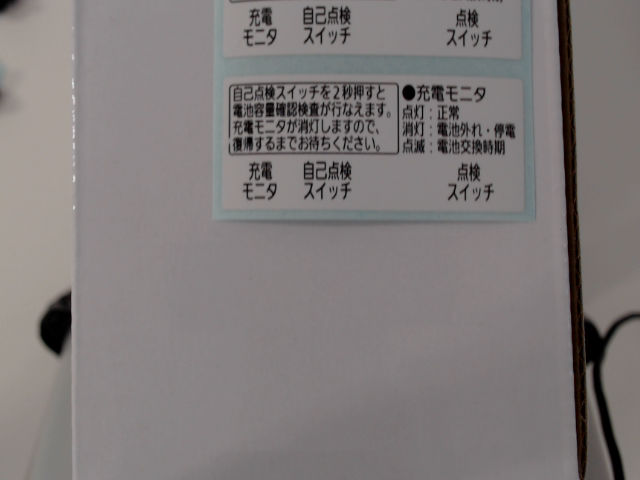 充電 自己点検 点検
モニタ スイッチ スイッチ
自己点検スイッチを2秒押すと
電池容量確認検査が行なえます。
充電モニタが消灯しますので、
復帰するまでお待ちください。
●充電モニタ
点灯:正常
消灯:電池外れ・停電
点滅:電池交換時期
充電 自己点検 点検
モニタ スイッチ スイッチ